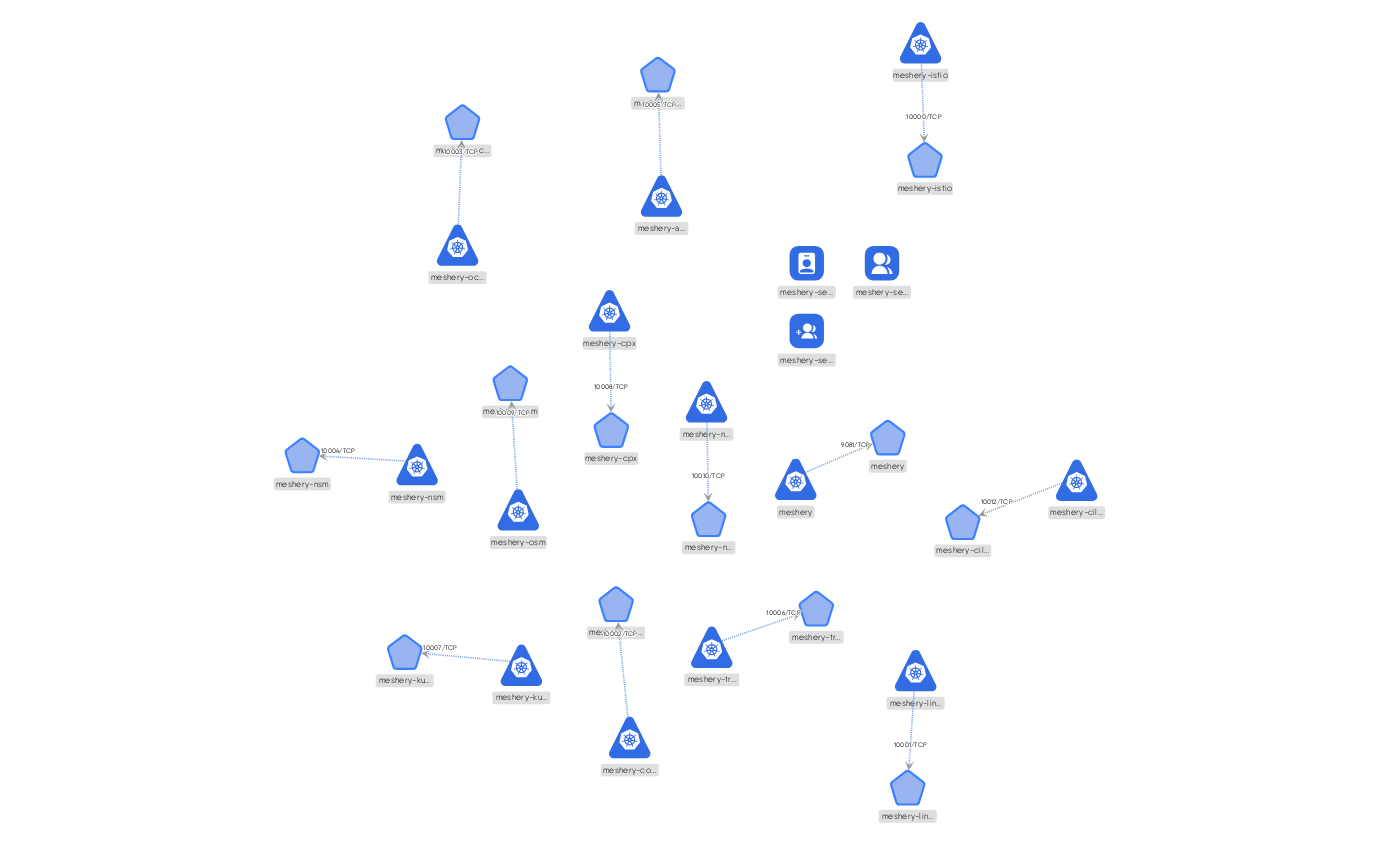 meshery-istio
10000/TCP
meshery-istio
10005/TCP
meshery-a...
10003/TCP
meshery-oc...
meshery-se...
meshery-se...
meshery-se...
meshery-cpx
10008/TCP
meshery-cpx
10009/TCP
meshery-osm
meshery-n...
10010/TCP
meshery-n...
10004/TCP
meshery-nsm
meshery-nsm
9081/TCP
meshery
meshery
10012/TCP
meshery-cil...
meshery-cil...
10002/TCP
meshery-co...
10006/TCP
meshery-tr...
meshery-tr...
10007/TCP
meshery-ku...
meshery-ku...
meshery-lin...
10001/TCP
meshery-lin...